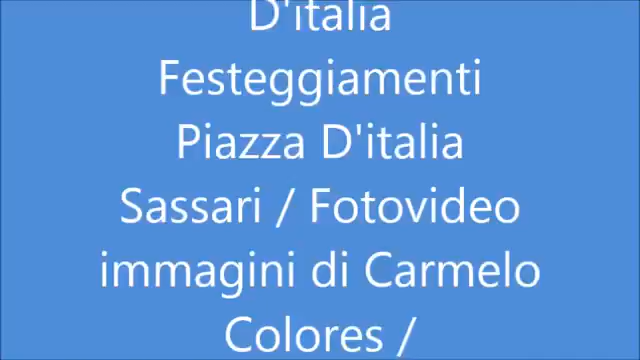 D'italia
Festeggiamenti
Piazza D'italia
Sassari / Fotovideo
immagini di Carmelo
Colores /